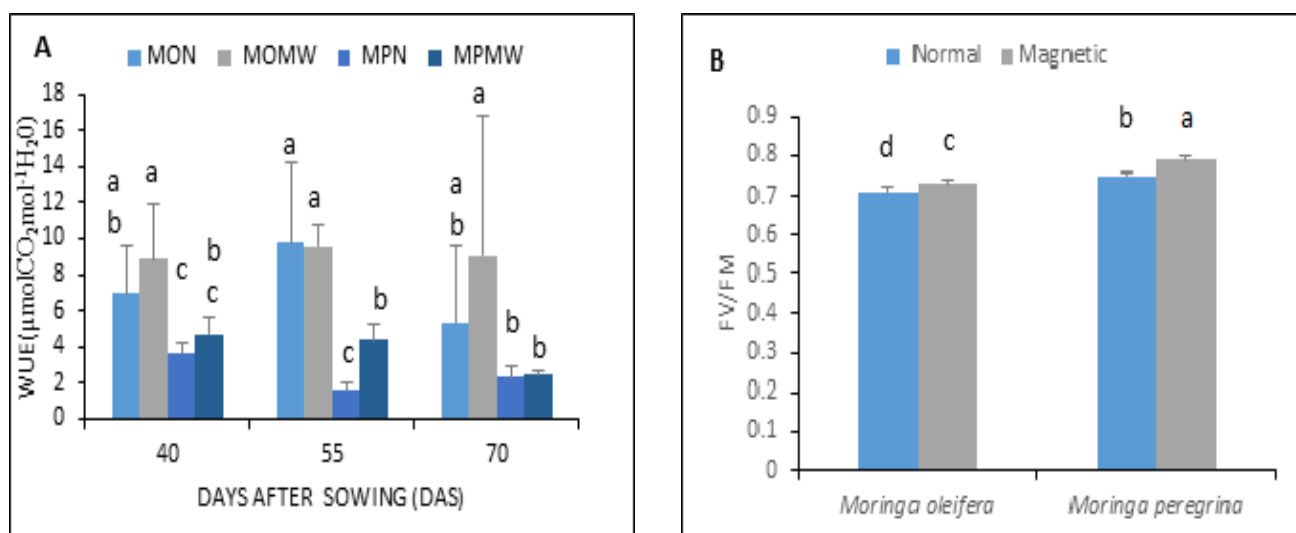 A
MON MOMW MPN MPMW
WUE(µmolCO₂mol⁻¹H₂0)
18
16
14
12
10
8
6
4
2
0
a
b
a
c
b
c
a
a
c
b
a
b
a
b
b
40 55 70
DAYS AFTER SOWING (DAS)
B
Normal Magnetic
FV/FM
0.9
0.8
0.7
0.6
0.5
0.4
0.3
0.2
0.1
0
d c b a
Moringa oleifera Moringa peregrina